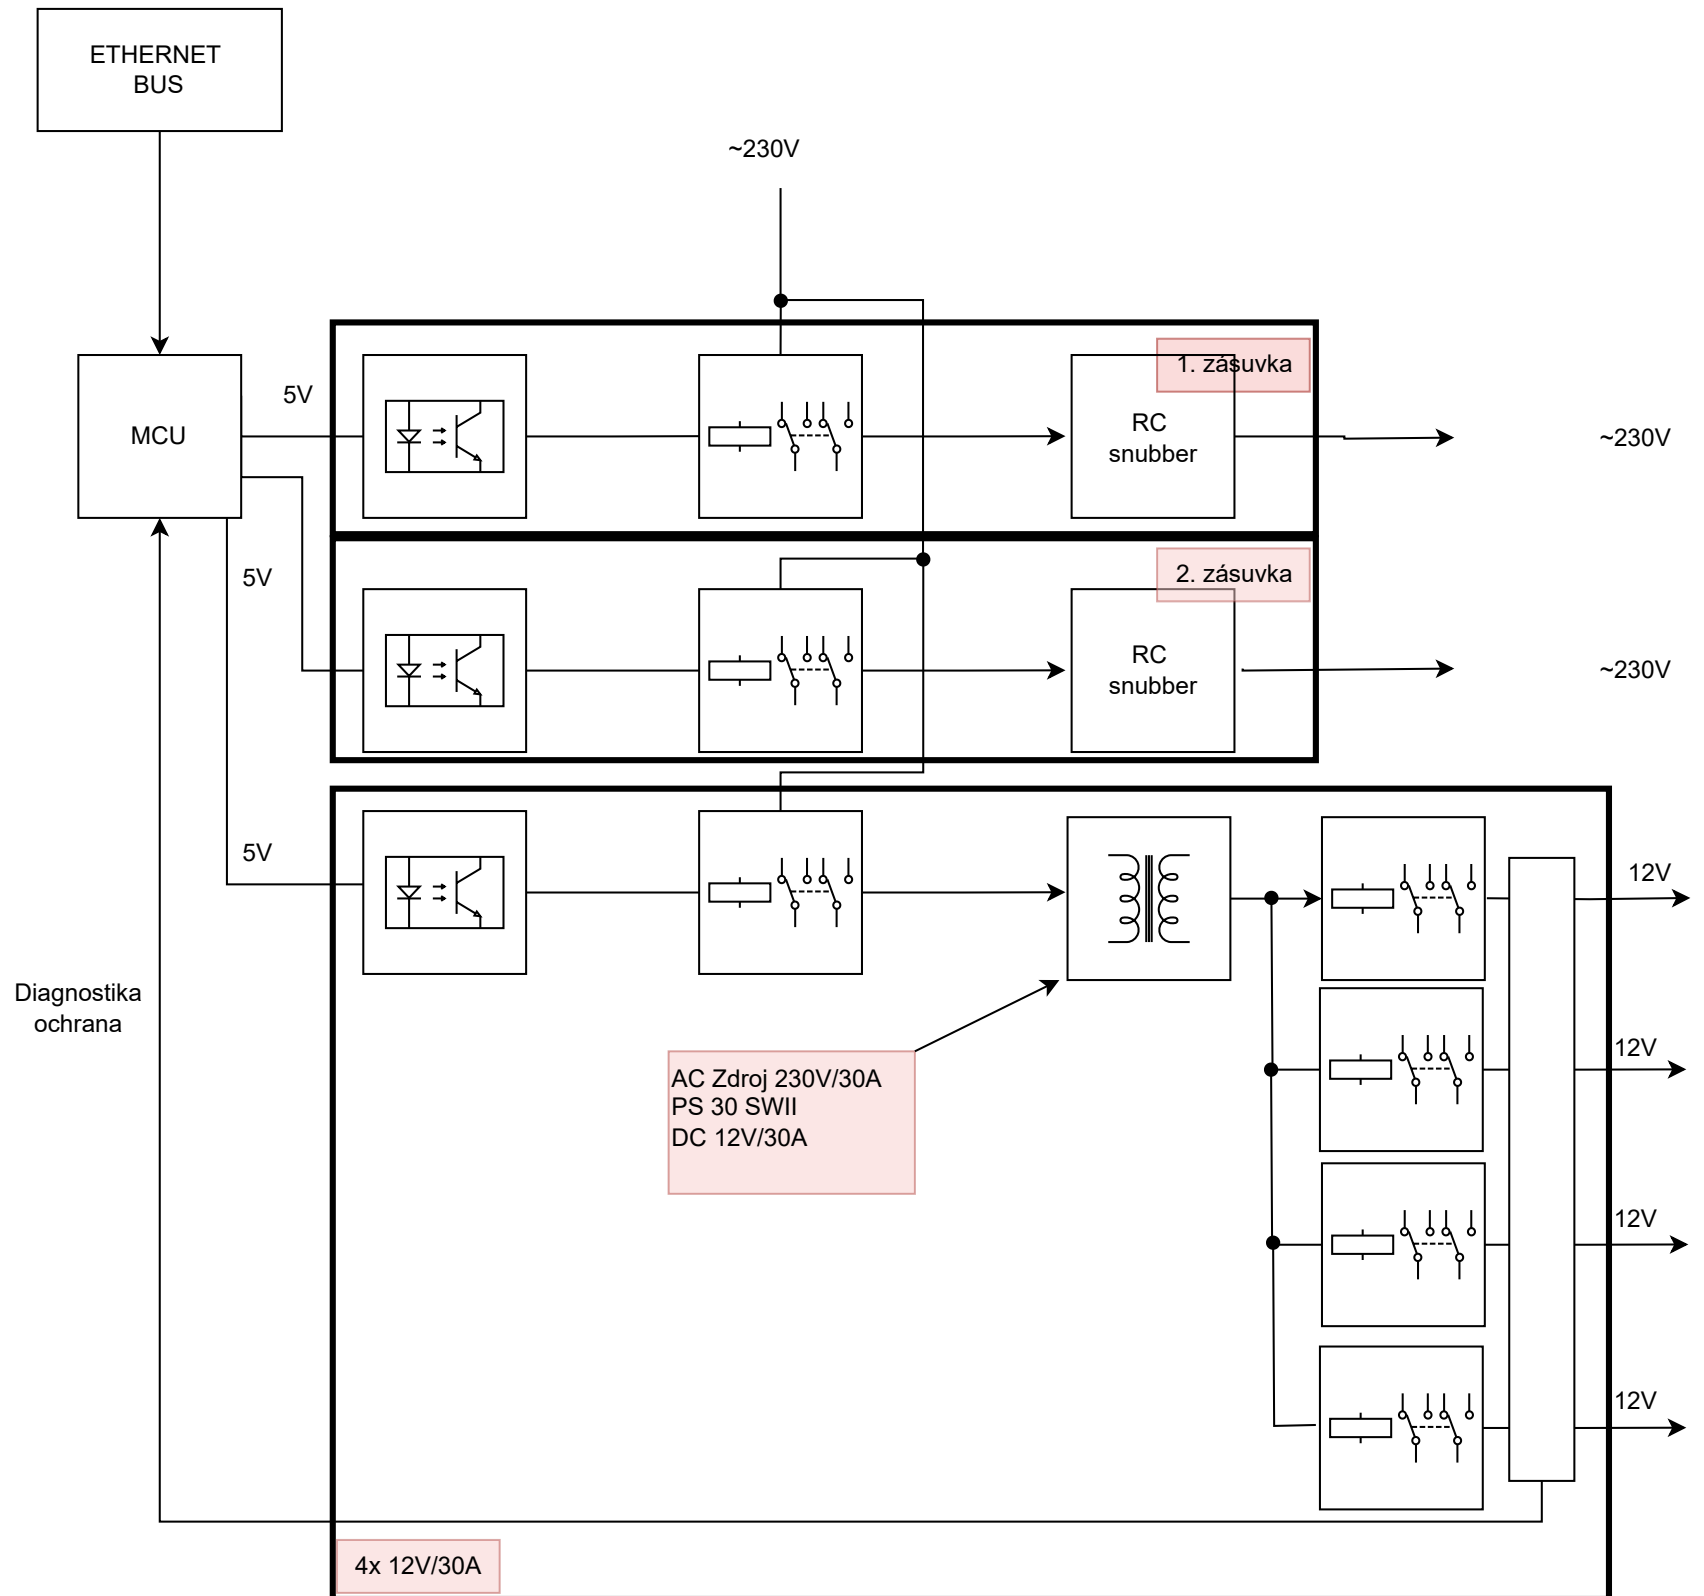 ETHERNET
BUS
~230V
1. zásuvka
5V
MCU
RC
snubber
~230V
2. zásuvka
5V
RC
snubber
~230V
5V
12V
Diagnostika
ochrana
12V
AC Zdroj 230V/30A
PS 30 SWII
DC 12V/30A
12V
12V
4x 12V/30A